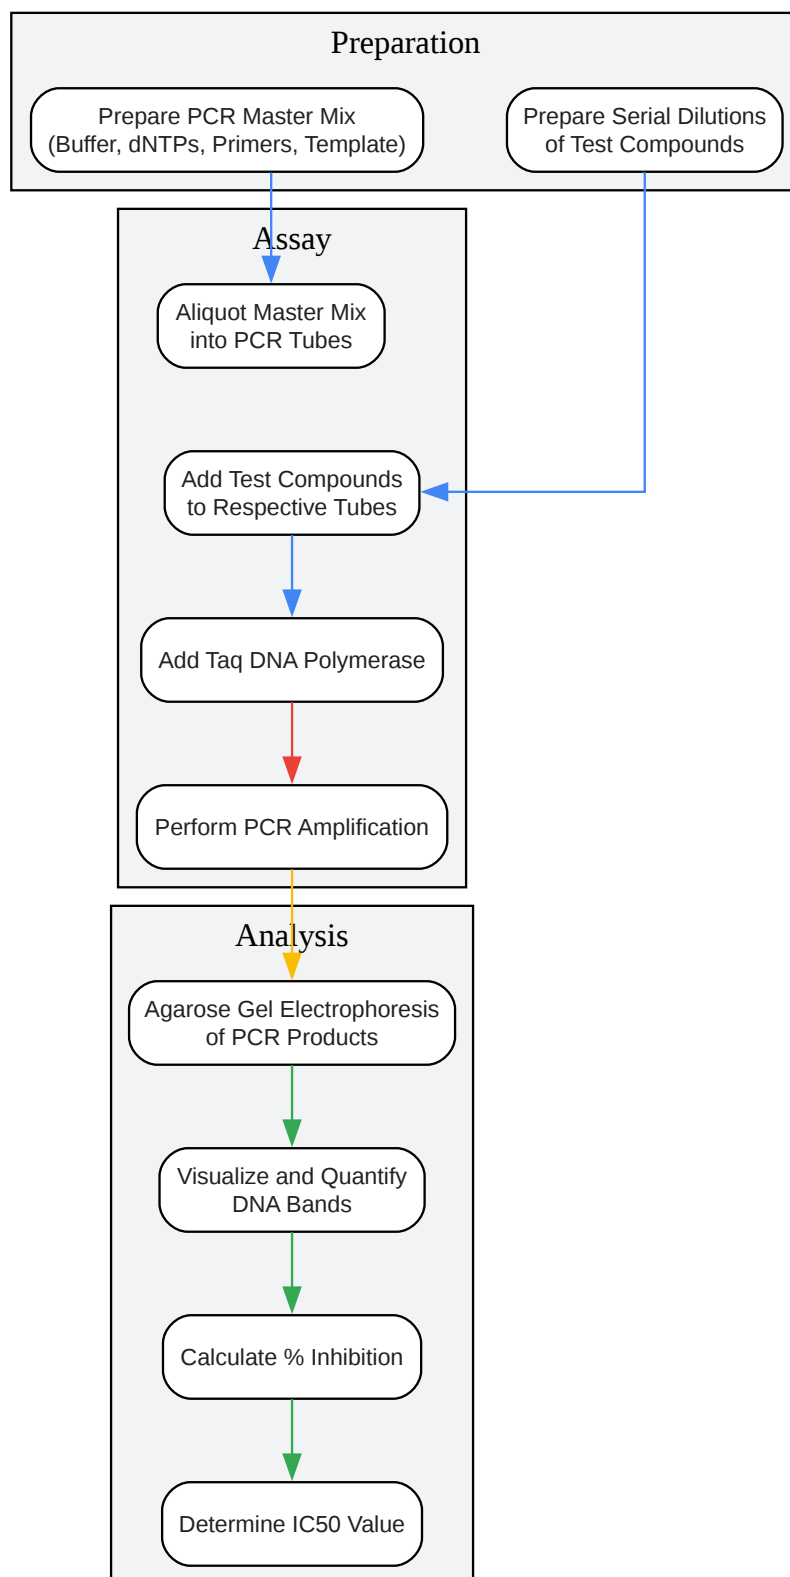 Preparation
Prepare PCR Master Mix
(Buffer, dNTPs, Primers, Template)
Prepare Serial Dilutions
of Test Compounds
Assay
Aliquot Master Mix
into PCR Tubes
Add Test Compounds
to Respective Tubes
Add Taq DNA Polymerase
Perform PCR Amplification
Analysis
Agarose Gel Electrophoresis
of PCR Products
Visualize and Quantify
DNA Bands
Calculate % Inhibition
Determine IC50 Value